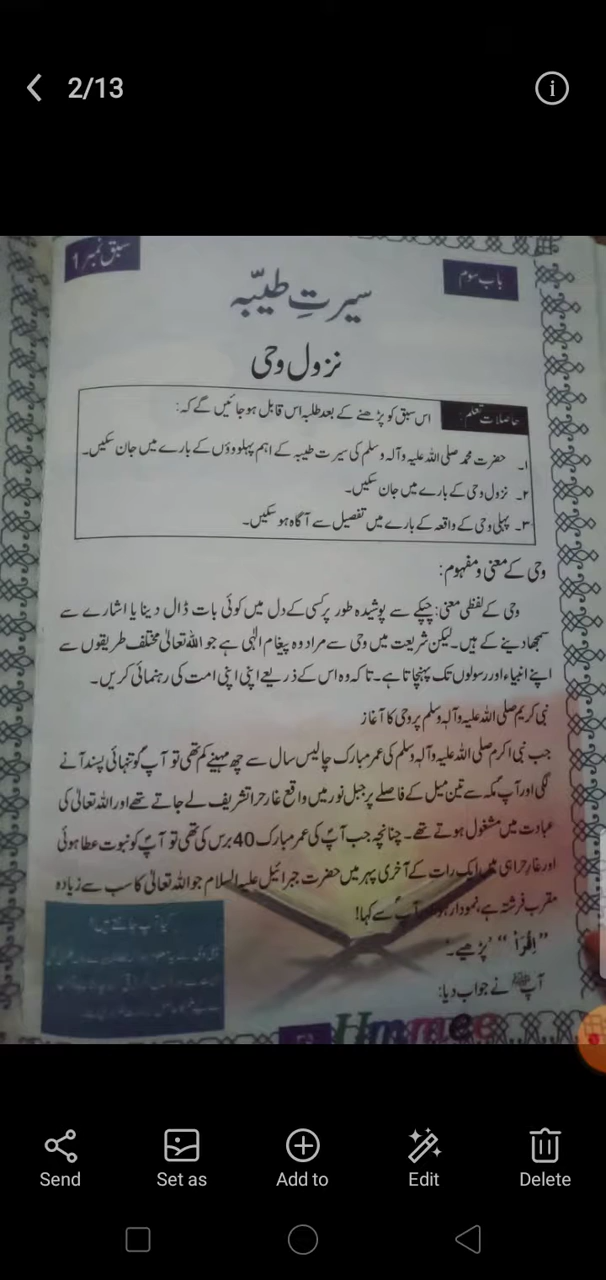 2/13
سبق نمبر 1
باب سوم
سیرتِ طیبّہ
نزول وحی
حاصلات تعلم: اس سبق کو پڑھنے کے بعد طلبہ اس قابل ہو جائیں گے کہ:
۱۔ حضرت محمد صلی اللہ علیہ وآلہ وسلم کی سیرت طیبہ کے اہم پہلوؤں کے بارے میں جان سکیں۔
۲۔ نزول وحی کے بارے میں جان سکیں۔
۳۔ پہلی وحی کے واقعہ کے بارے میں تفصیل سے آگاہ ہو سکیں۔
وحی کے معنی و مفہوم:
وحی کے لفظی معنی: چپکے سے پوشیدہ طور پر کسی کے دل میں کوئی بات ڈال دینا یا اشارے سے
سمجھا دینے کے ہیں۔ لیکن شریعت میں وحی سے مراد وہ پیغام الٰہی ہے جو اللہ تعالیٰ مختلف طریقوں سے
اپنے انبیاء اور رسولوں تک پہنچاتا ہے۔ تا کہ وہ اس کے ذریعے اپنی اپنی امت کی رہنمائی کریں۔
نبی کریم صلی اللہ علیہ وآلہ وسلم پر وحی کا آغاز
جب نبی اکرم صلی اللہ علیہ وآلہ وسلم کی عمر مبارک چالیس سال سے چھ مہینے کم تھی تو آپ کو تنہائی پسند آنے
لگی اور آپ مکہ سے تین میل کے فاصلے پر جبل نور میں واقع غار حرا تشریف لے جاتے تھے اور اللہ تعالیٰ کی
عبادت میں مشغول ہوتے تھے۔ چنانچہ جب آپؐ کی عمر مبارک 40 برس کی تھی تو آپؐ کو نبوت عطا ہوئی
اور غار حرا ہی میں ایک رات کے آخری پہر میں حضرت جبرائیل علیہ السلام جو اللہ تعالیٰ کا سب سے زیادہ
مقرب فرشتہ ہے، نمودار آپؐ سے کہا!
"اِقْرَاْ" "پڑھیے۔"
آپ ﷺ نے جواب دیا:
کیا آپ جانتے ہیں؟
Ummee
Send
Set as
Add to
Edit
Delete